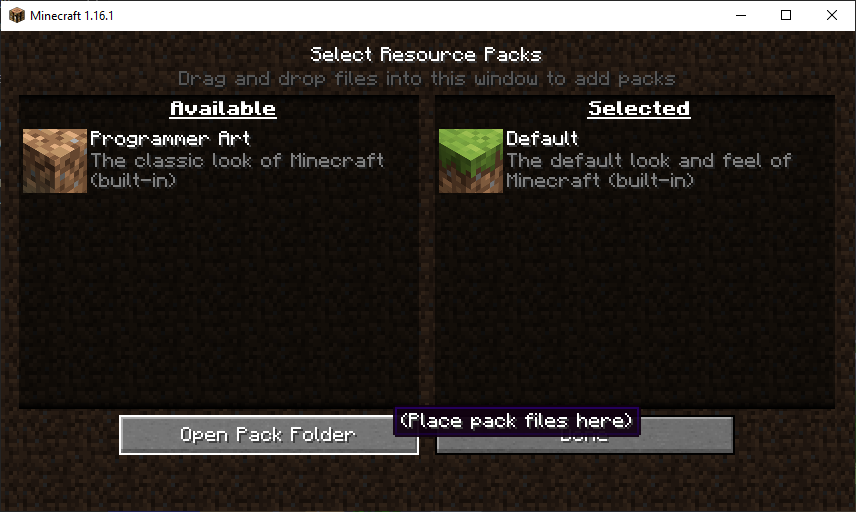 Minecraft 1.16.1
Select Resource Packs
Drag and drop files into this window to add packs
Available
Selected
Programmer Art
The classic look of Minecraft
(built-in)
Default
The default look and feel of
Minecraft (built-in)
(Place pack files here)
Open Pack Folder
Done